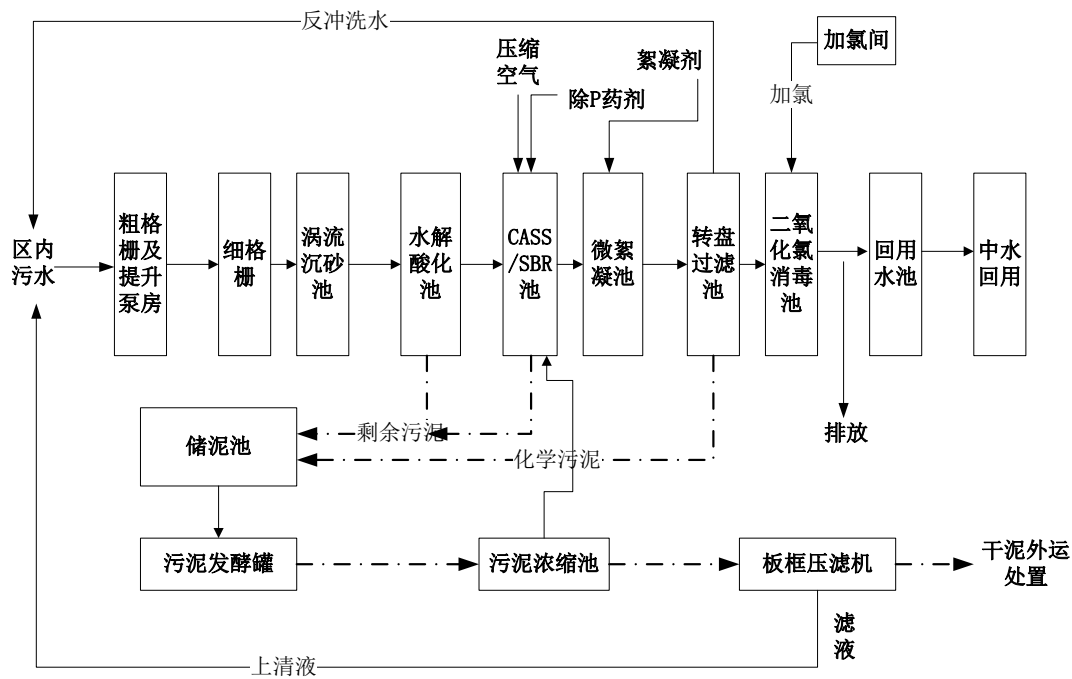 反冲洗水
加氯间
压缩
空气
絮凝剂
除P药剂
加氯
区内
污水
粗格
栅及
提升
泵房
细格
栅
涡流
沉砂
池
水解
酸化
池
CASS
/SBR
池
微絮
凝池
转盘
过滤
池
二氧
化氯
消毒
池
回用
水池
中水
回用
储泥池
剩余污泥
化学污泥
排放
污泥发酵罐
污泥浓缩池
板框压滤机
干泥外运
处置
滤
液
上清液